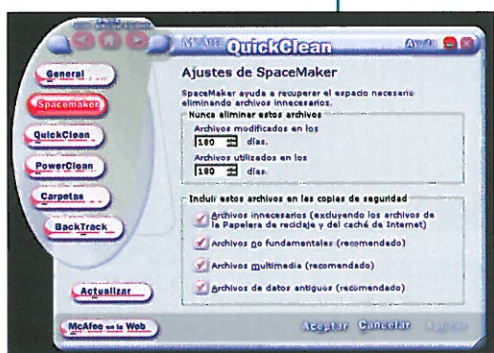 McAfee QuickClean Ayuda
General
Spacemaker
QuickClean
PowerClean
Carpetas
BackTrack
Actualizar
McAfee en la Web
Ajustes de SpaceMaker
SpaceMaker ayuda a recuperar el espacio necesario
eliminando archivos innecesarios.
Nunca eliminar estos archivos
Archivos modificados en los
180 días.
Archivos utilizados en los
180 días.
Incluir estos archivos en las copias de seguridad
Archivos innecesarios (excluyendo los archivos de
la Papelera de reciclaje y del caché de Internet)
Archivos no fundamentales (recomendado)
Archivos multimedia (recomendado)
Archivos de datos antiguos (recomendado)
Aceptar Cancelar Aplicar